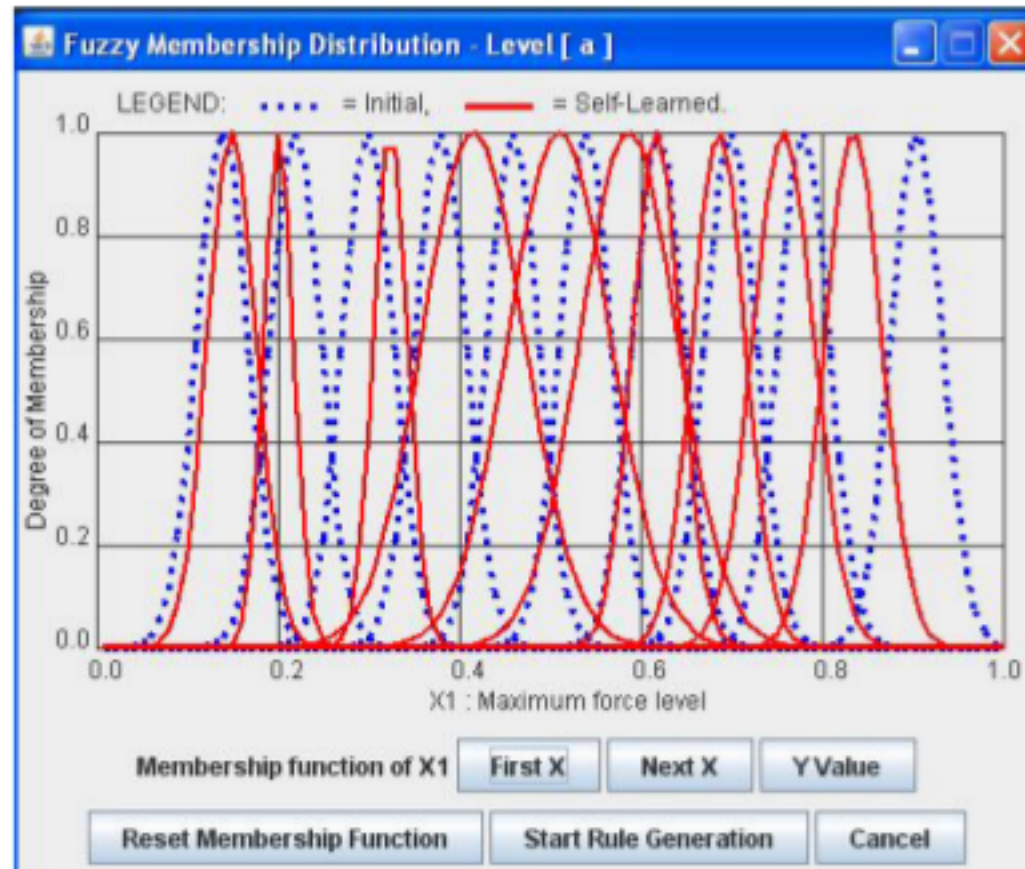 Fuzzy Membership Distribution - Level [ a ]
LEGEND: = Initial, = Self-Learned.
1.0
0.8
0.6
0.4
0.2
0.0
Degree of Membership
0.0 0.2 0.4 0.6 0.8 1.0
X1 : Maximum force level
Membership function of X1 First X Next X Y Value
Reset Membership Function Start Rule Generation Cancel